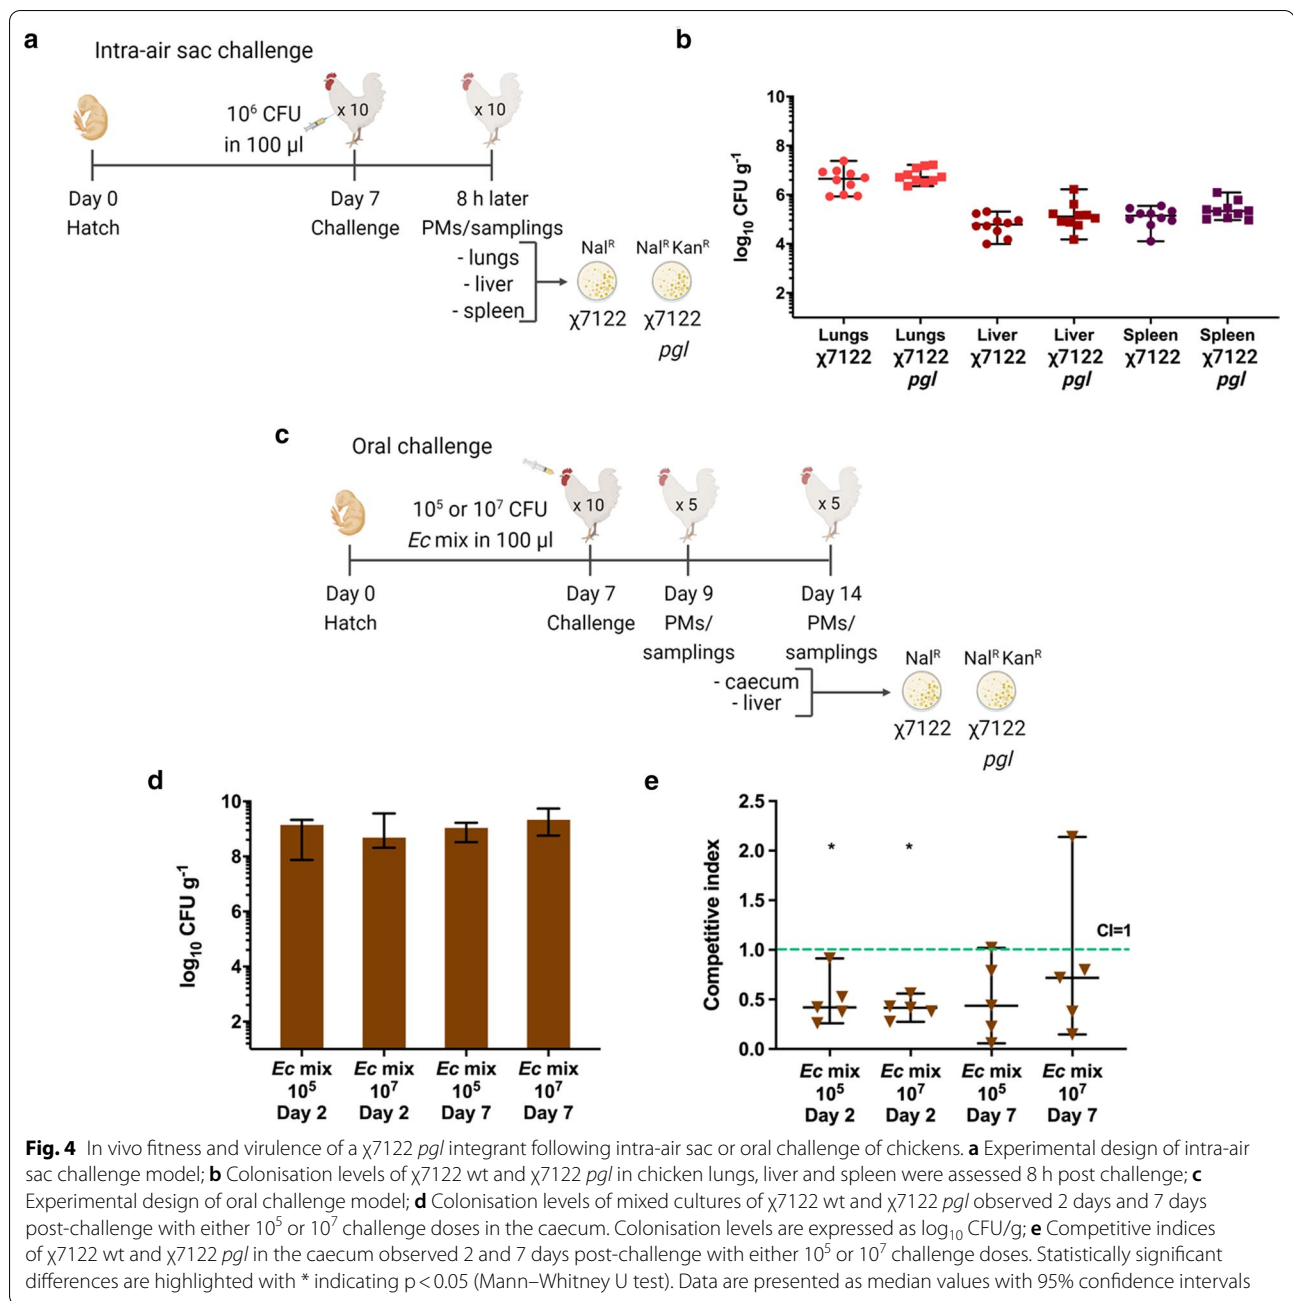 a
Intra-air sac challenge
10⁶ CFU
in 100 µl
x 10
x 10
Day 0
Hatch
Day 7
Challenge
8 h later
PMs/samplings
- lungs
- liver
- spleen
Nalᴿ
Nalᴿ Kanᴿ
χ7122
χ7122
pgl
b
log₁₀ CFU g⁻¹
10
8
6
4
2
Lungs
χ7122
Lungs
χ7122
pgl
Liver
χ7122
Liver
χ7122
pgl
Spleen
χ7122
Spleen
χ7122
pgl
c
Oral challenge
10⁵ or 10⁷ CFU
Ec mix in 100 µl
x 10
x 5
x 5
Day 0
Hatch
Day 7
Challenge
Day 9
PMs/
samplings
Day 14
PMs/
samplings
- caecum
- liver
Nalᴿ
Nalᴿ Kanᴿ
χ7122
χ7122
pgl
d
log₁₀ CFU g⁻¹
10
8
6
4
2
Ec mix
10⁵
Day 2
Ec mix
10⁷
Day 2
Ec mix
10⁵
Day 7
Ec mix
10⁷
Day 7
e
Competitive index
2.5
2.0
1.5
1.0
0.5
0.0
*
*
CI=1
Ec mix
10⁵
Day 2
Ec mix
10⁷
Day 2
Ec mix
10⁵
Day 7
Ec mix
10⁷
Day 7
Fig. 4 In vivo fitness and virulence of a χ7122 pgl integrant following intra-air sac or oral challenge of chickens. a Experimental design of intra-air
sac challenge model; b Colonisation levels of χ7122 wt and χ7122 pgl in chicken lungs, liver and spleen were assessed 8 h post challenge; c
Experimental design of oral challenge model; d Colonisation levels of mixed cultures of χ7122 wt and χ7122 pgl observed 2 days and 7 days
post-challenge with either 10⁵ or 10⁷ challenge doses in the caecum. Colonisation levels are expressed as log₁₀ CFU/g; e Competitive indices
of χ7122 wt and χ7122 pgl in the caecum observed 2 and 7 days post-challenge with either 10⁵ or 10⁷ challenge doses. Statistically significant
differences are highlighted with * indicating p < 0.05 (Mann–Whitney U test). Data are presented as median values with 95% confidence intervals